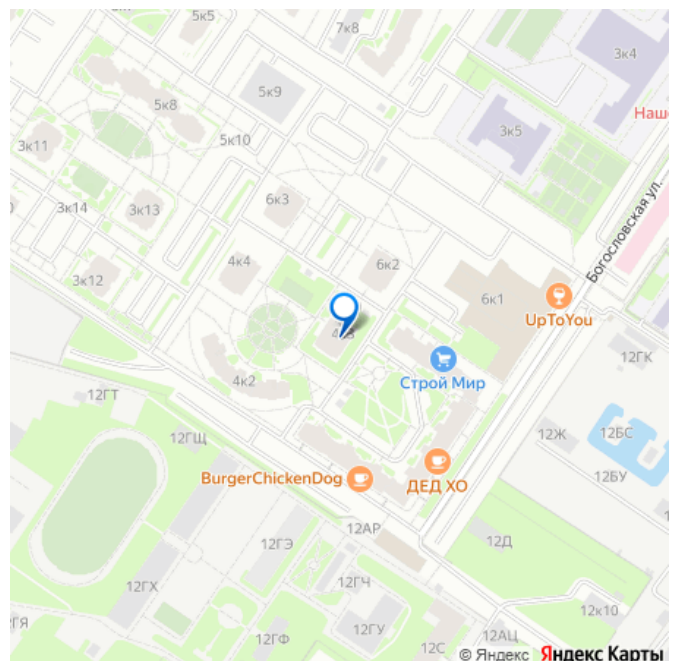 5к5
7к8
3к4
5к8
5к9
3к5
Наш
3к11
5к10
6к3
3к14
3к13
Богословская ул.
4к4
6к2
3к12
6к1
UpToYou
12ГК
Строй Мир
4к2
12ГТ
12ГЩ
12Ж
12БС
BurgerChickenDog
ДЕД ХО
12БУ
12АР
12ГЭ
12Д
12ГХ
12ГЧ
12к10
12ГФ
12ГУ
12С
12АЦ
© Яндекс Яндекс Карты